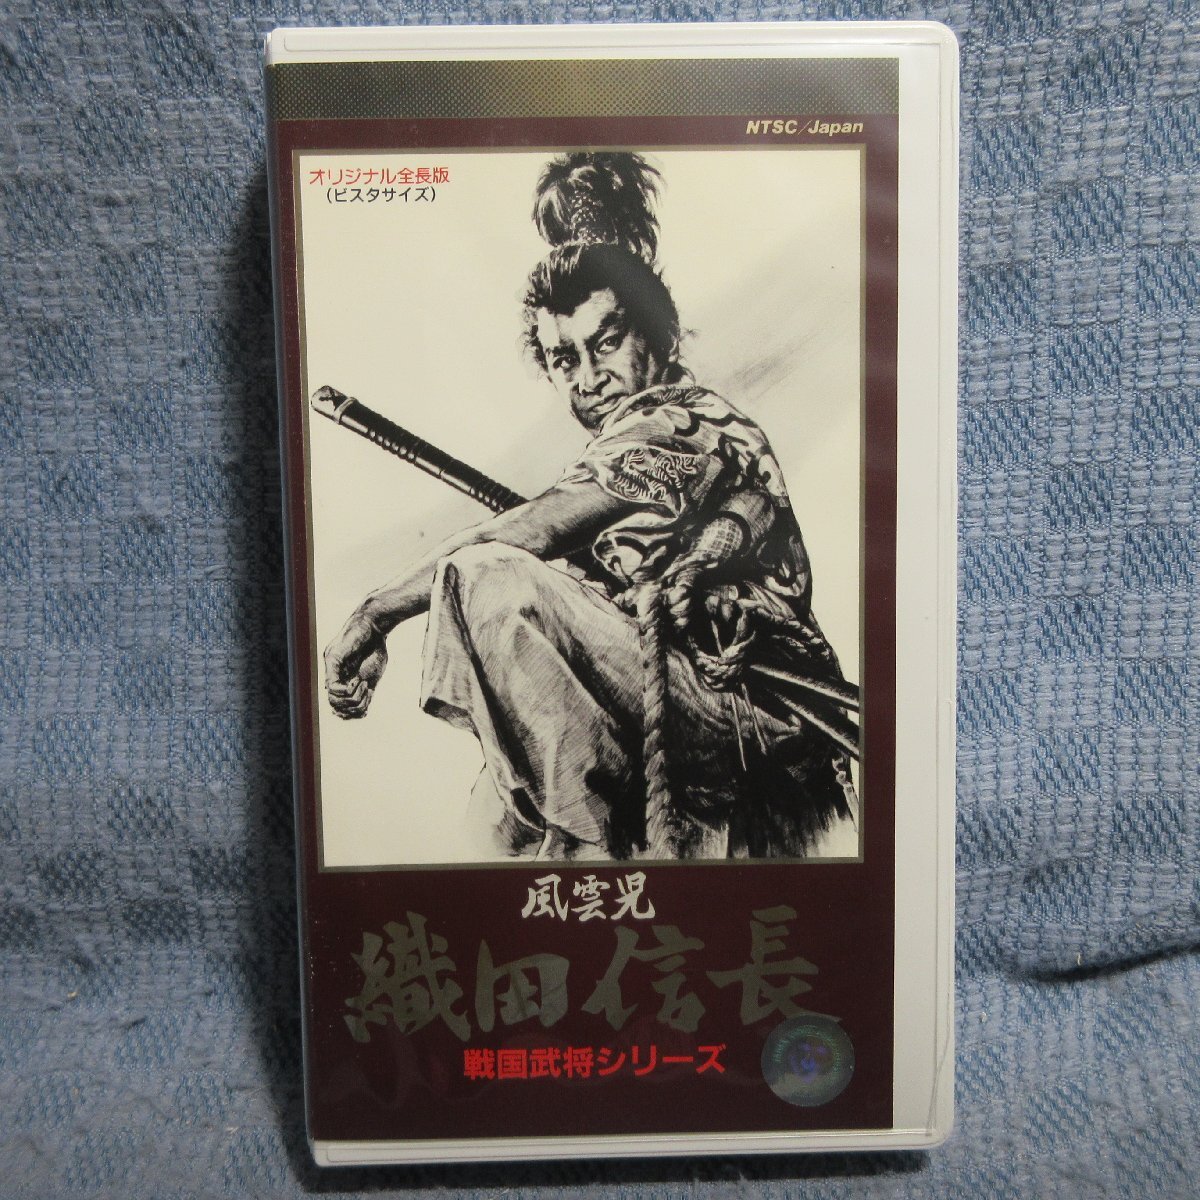 NTSC/Japan
オリジナル全長版
(ビスタサイズ)
風雲児
織田信長
戦国武将シリーズ